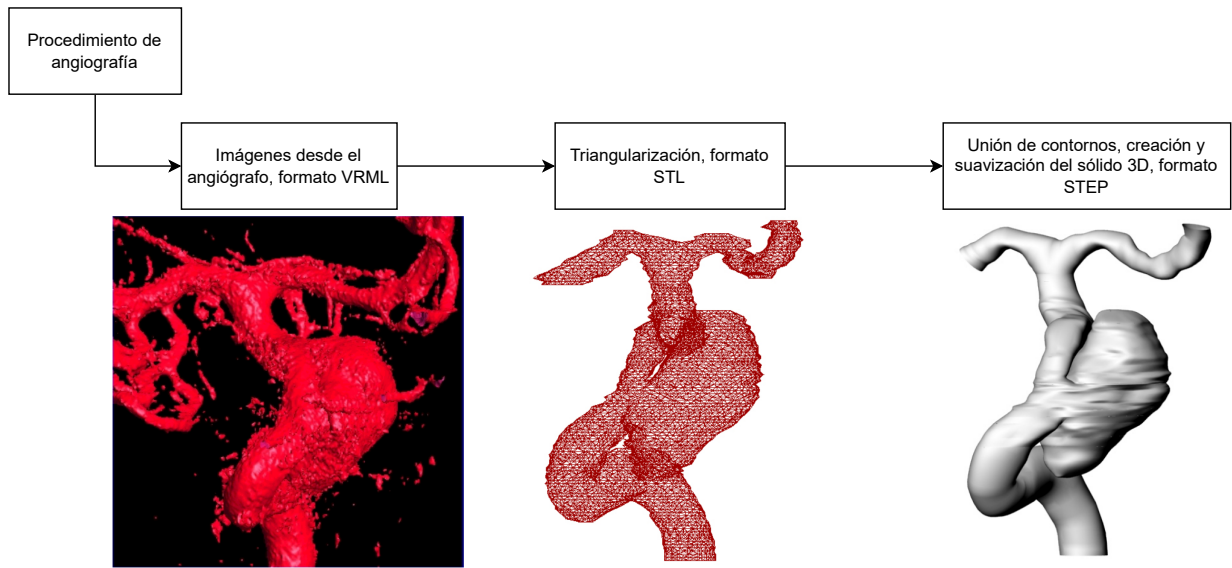 Procedimiento de
angiografía
Imágenes desde el
angiógrafo, formato VRML
Triangularización, formato
STL
Unión de contornos, creación y
suavización del sólido 3D, formato
STEP